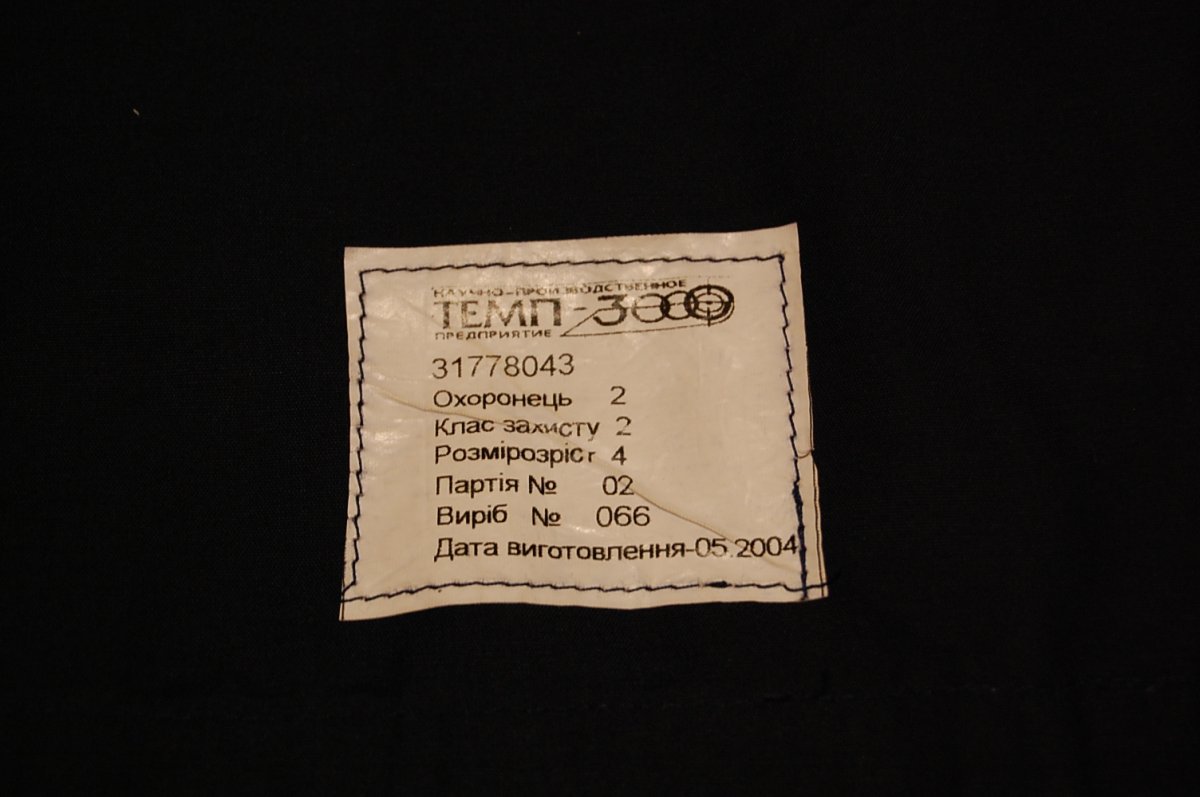 НАУЧНО-ПРОИЗВОДСТВЕННОЕ
ТЕМП-3000
ПРЕДПРИЯТИЕ
31778043
Охоронець 2
Клас захисту 2
Розмірозріст 4
Партія № 02
Виріб № 066
Дата виготовлення-05.2004